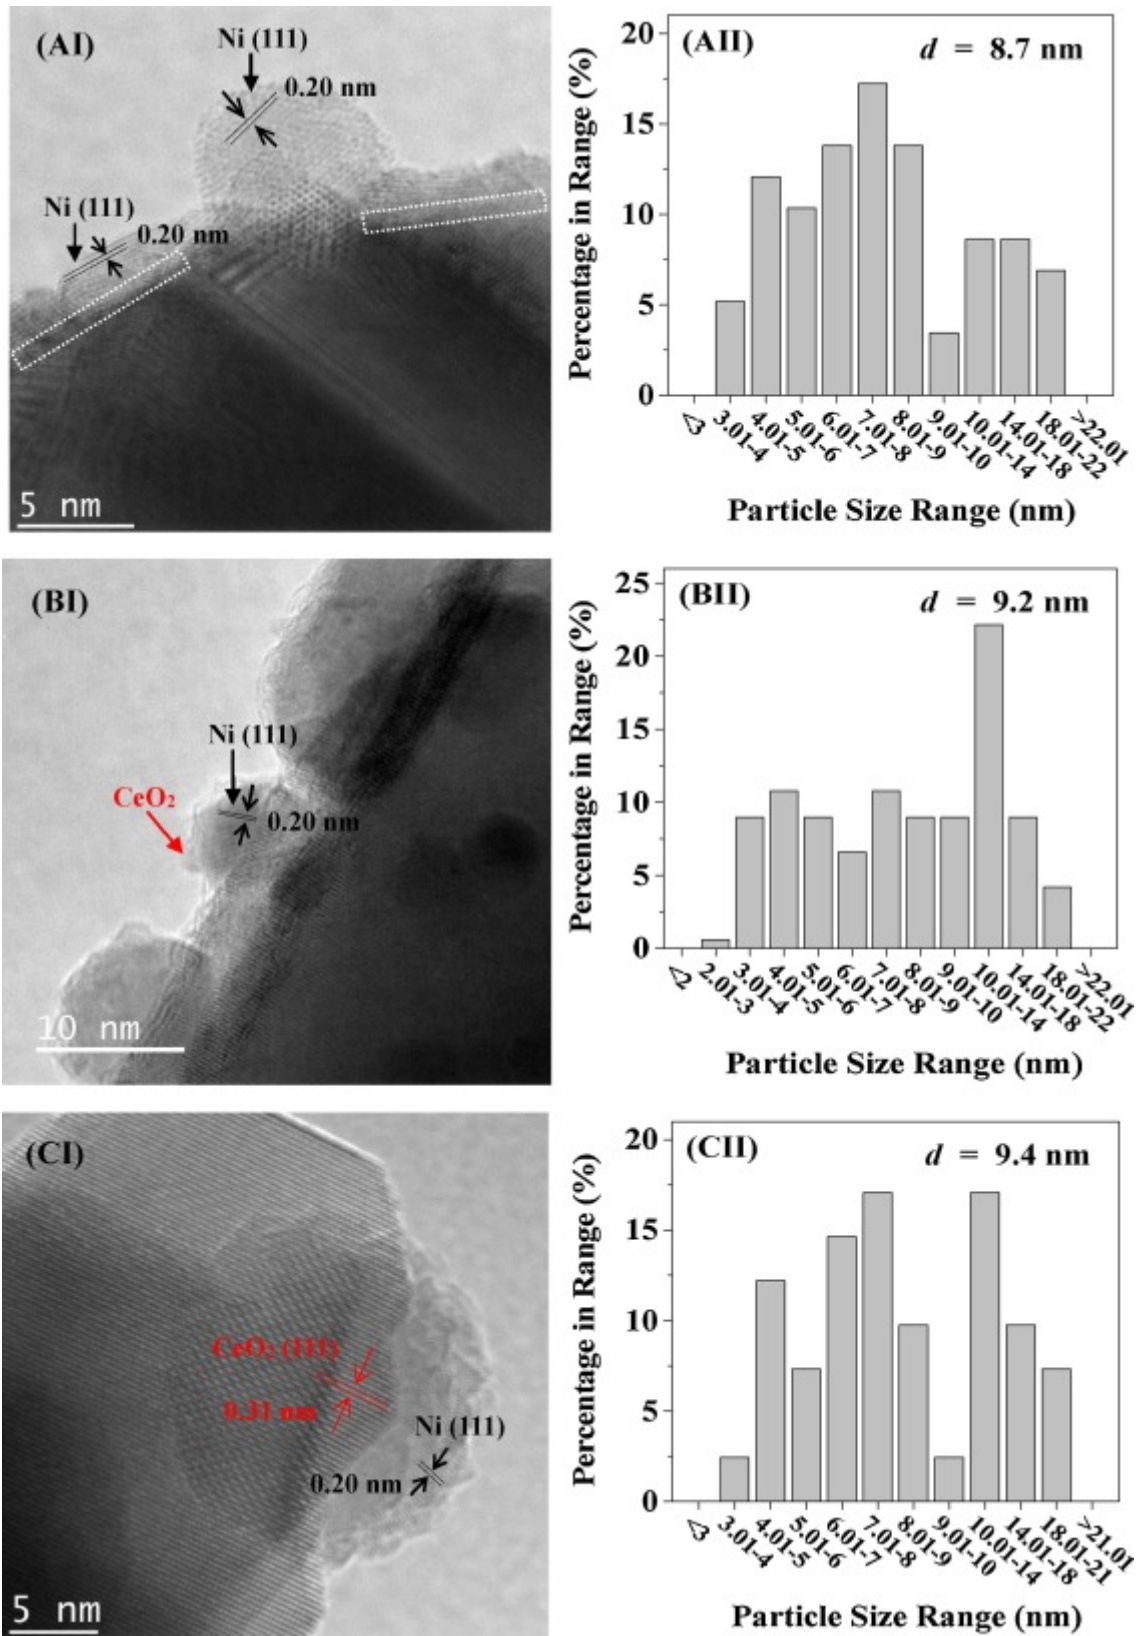 (AI)
Ni (111)
0.20 nm
Ni (111)
0.20 nm
5 nm
(AII)
d = 8.7 nm
Percentage in Range (%)
20
15
10
5
0
<3
3.01-4
4.01-5
5.01-6
6.01-7
7.01-8
8.01-9
9.01-10
10.01-14
14.01-18
18.01-22
>22.01
Particle Size Range (nm)
(BI)
Ni (111)
CeO₂
0.20 nm
10 nm
(BII)
d = 9.2 nm
Percentage in Range (%)
25
20
15
10
5
0
<2
2.01-3
3.01-4
4.01-5
5.01-6
6.01-7
7.01-8
8.01-9
9.01-10
10.01-14
14.01-18
18.01-22
>22.01
Particle Size Range (nm)
(CI)
CeO₂ (111)
0.31 nm
Ni (111)
0.20 nm
5 nm
(CII)
d = 9.4 nm
Percentage in Range (%)
20
15
10
5
0
<3
3.01-4
4.01-5
5.01-6
6.01-7
7.01-8
8.01-9
9.01-10
10.01-14
14.01-18
18.01-21
>21.01
Particle Size Range (nm)